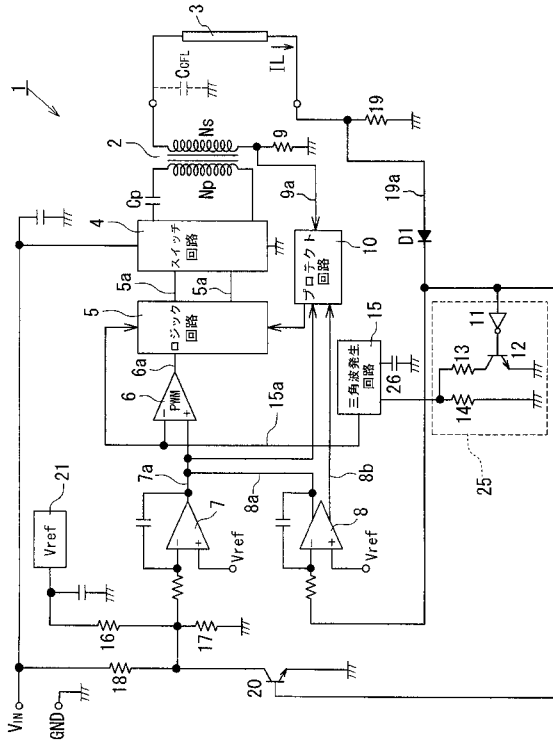 1
VIN
GND
18
16
17
20
21
Vref
7
Vref
7a
8
Vref
8a
8b
6
PWM
6a
5
ロジック
回路
5a
5a
4
スイッチ
回路
Cp
Np
2
Ns
CCFL
3
IL
9
9a
10
プロテクト
回路
15
三角波発生
回路
15a
26
19
19a
D1
11
12
13
14
25